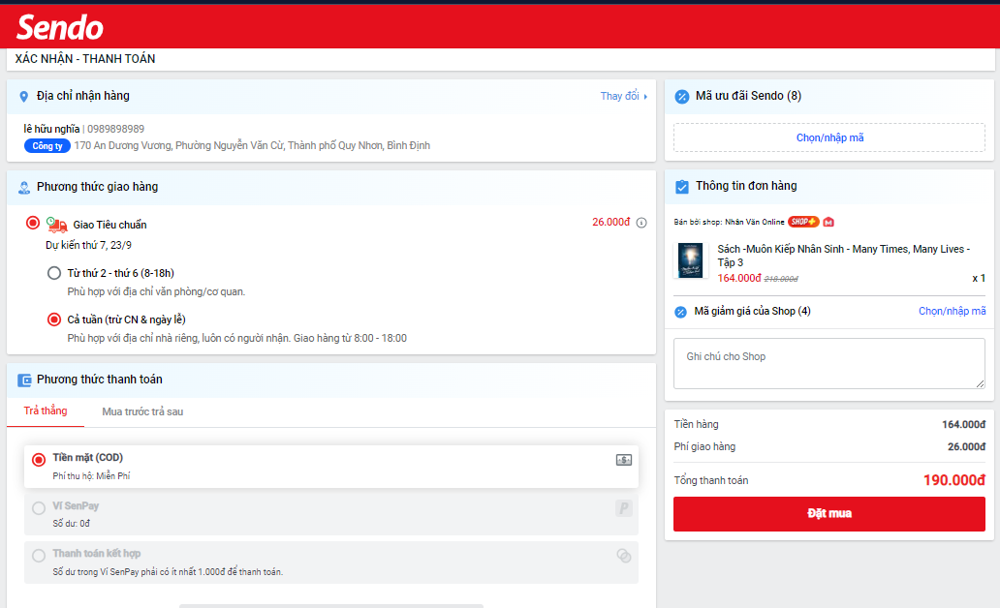 Sendo
XÁC NHẬN - THANH TOÁN
Địa chỉ nhận hàng
Thay đổi
lê hữu nghĩa | 0989898989
Công ty 170 An Dương Vương, Phường Nguyễn Văn Cừ, Thành phố Quy Nhơn, Bình Định
Phương thức giao hàng
Giao Tiêu chuẩn
26.000đ
Dự kiến thứ 7, 23/9
Từ thứ 2 - thứ 6 (8-18h)
Phù hợp với địa chỉ văn phòng/cơ quan.
Cả tuần (trừ CN & ngày lễ)
Phù hợp với địa chỉ nhà riêng, luôn có người nhận. Giao hàng từ 8:00 - 18:00
Phương thức thanh toán
Trả thẳng
Mua trước trả sau
Tiền mặt (COD)
Phí thu hộ: Miễn Phí
Ví SenPay
Số dư: 0đ
Thanh toán kết hợp
Số dư trong Ví SenPay phải có ít nhất 1.000đ để thanh toán.
Mã ưu đãi Sendo (8)
Chọn/nhập mã
Thông tin đơn hàng
Bán bởi shop: Nhân Văn Online SHOP+
Sách -Muôn Kiếp Nhân Sinh - Many Times, Many Lives -
Tập 3
164.000đ 218.000đ
x 1
Mã giảm giá của Shop (4)
Chọn/nhập mã
Ghi chú cho Shop
Tiền hàng
164.000đ
Phí giao hàng
26.000đ
Tổng thanh toán
190.000đ
Đặt mua